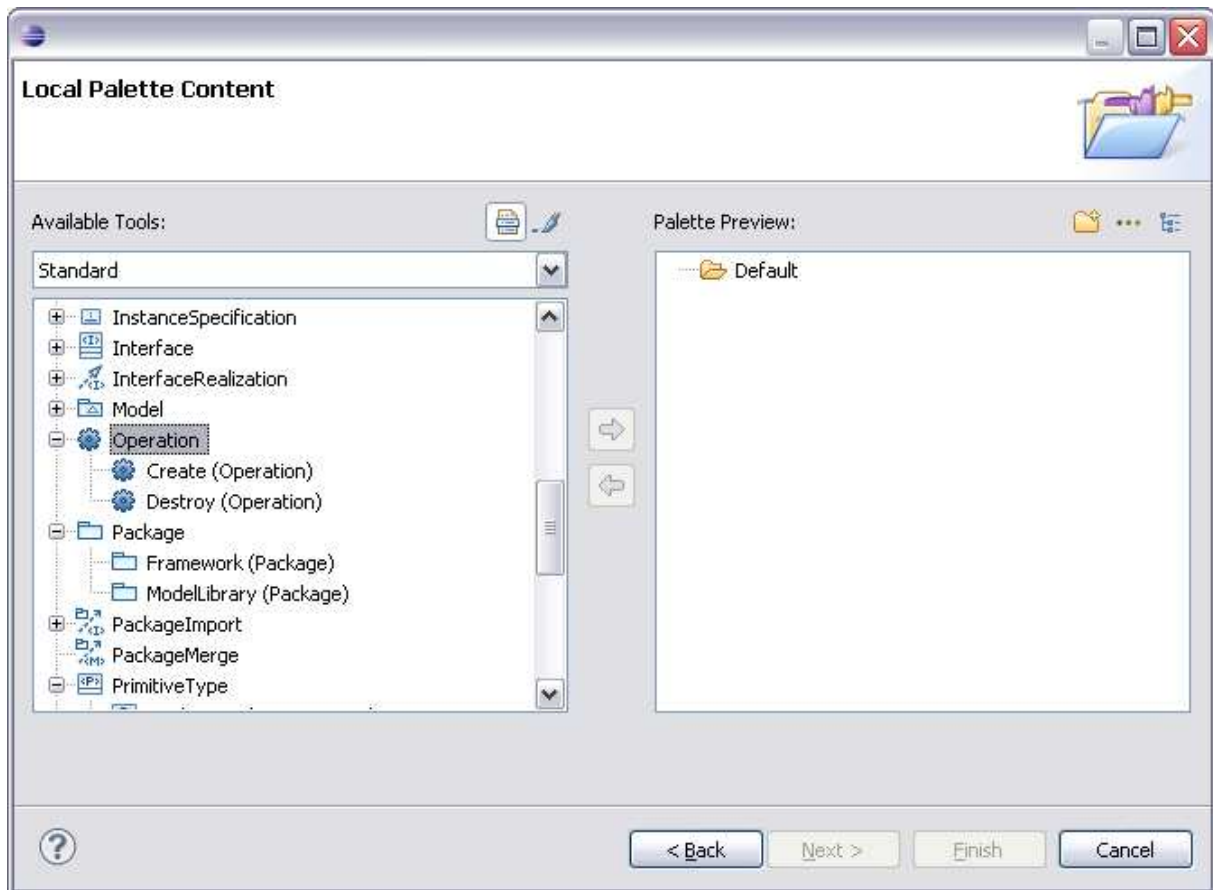 Local Palette Content
Available Tools:
Palette Preview:
Standard
Default
InstanceSpecification
Interface
InterfaceRealization
Model
Operation
Create (Operation)
Destroy (Operation)
Package
Framework (Package)
ModelLibrary (Package)
PackageImport
PackageMerge
PrimitiveType
< Back
Next >
Finish
Cancel